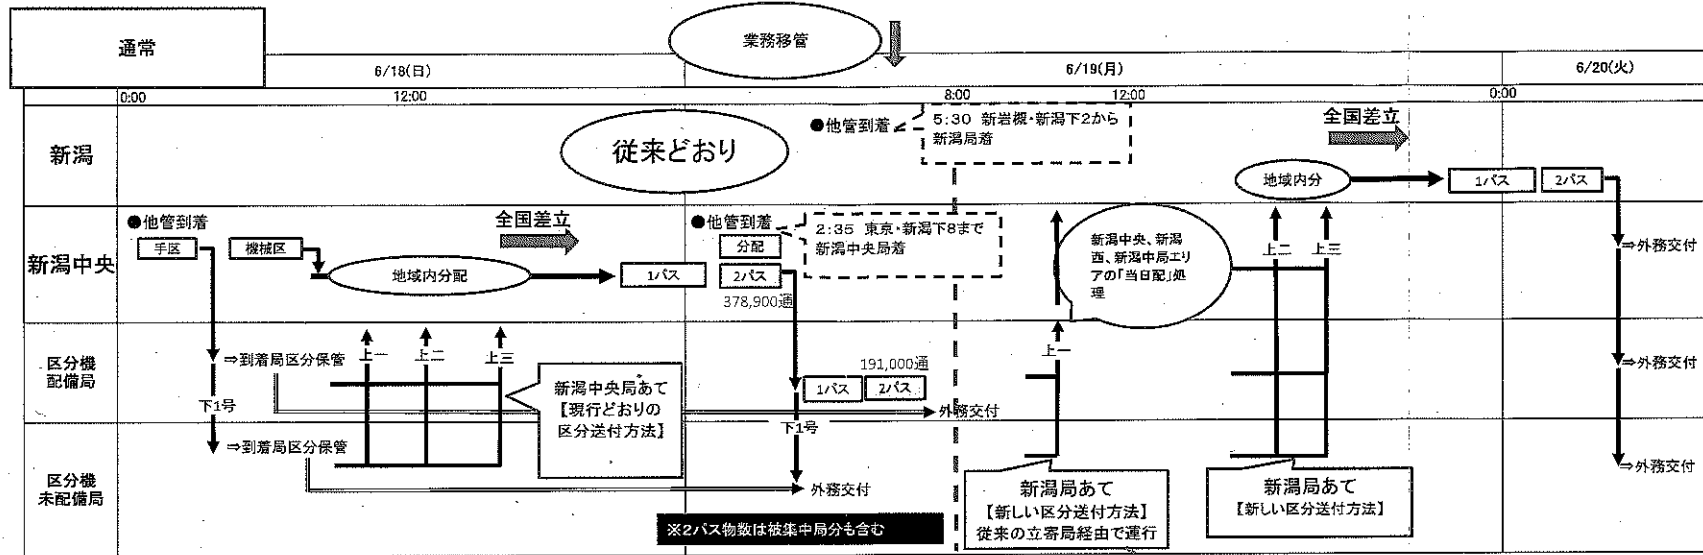 通常
業務移管
6/18(日)
6/19(月)
6/20(火)
0:00
12:00
8:00
12:00
0:00
新潟
従来どおり
●他管到着
5:30 新岩槻・新潟下2から
新潟局着
全国差立
地域内分
1パス
2パス
新潟中央
●他管到着
手区
機械区
全国差立
地域内分配
1パス
●他管到着
分配
2パス
378,900通
2:35 東京・新潟下8まで
新潟中央局着
新潟中央、新潟
西、新潟中局エリ
アの「当日配」処
理
上二
上三
⇒外務交付
区分機
配備局
⇒到着局区分保管
上一
上二
上三
新潟中央局あて
【現行どおりの
区分送付方法】
191,000通
1パス
2パス
外務交付
上一
⇒外務交付
下1号
下1号
区分機
未配備局
⇒到着局区分保管
外務交付
新潟局あて
【新しい区分送付方法】
従来の立寄局経由で運行
新潟局あて
【新しい区分送付方法】
⇒外務交付
※2パス物数は被集中局分も含む